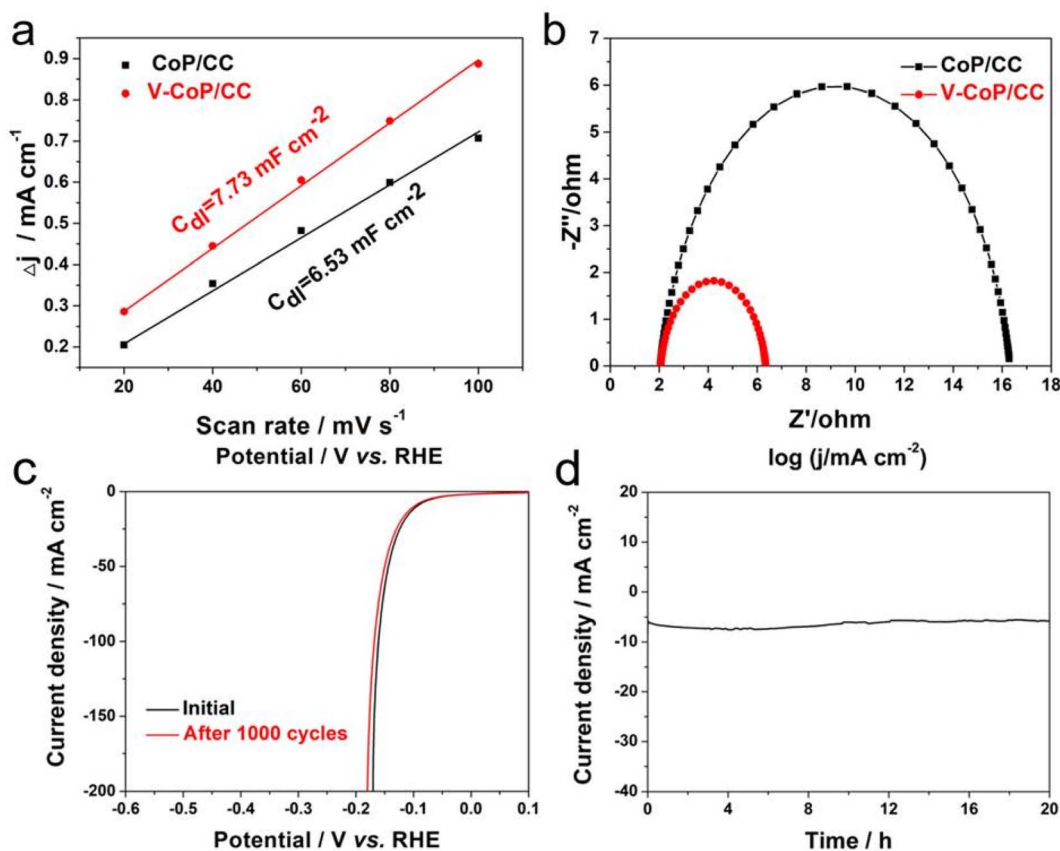 a
CoP/CC
V-CoP/CC
Cdl=7.73 mF cm-2
Cdl=6.53 mF cm-2
Δj / mA cm-1
0.9
0.8
0.7
0.6
0.5
0.4
0.3
0.2
20 40 60 80 100
Scan rate / mV s-1
Potential / V vs. RHE
b
CoP/CC
V-CoP/CC
-Z''/ohm
7
6
5
4
3
2
1
0
0 2 4 6 8 10 12 14 16 18
Z'/ohm
log (j/mA cm-2)
c
Current density / mA cm-2
0
-50
-100
-150
-200
Initial
After 1000 cycles
-0.6 -0.5 -0.4 -0.3 -0.2 -0.1 0.0 0.1
Potential / V vs. RHE
d
Current density / mA cm-2
20
10
0
-10
-20
-30
-40
0 4 8 12 16 20
Time / h